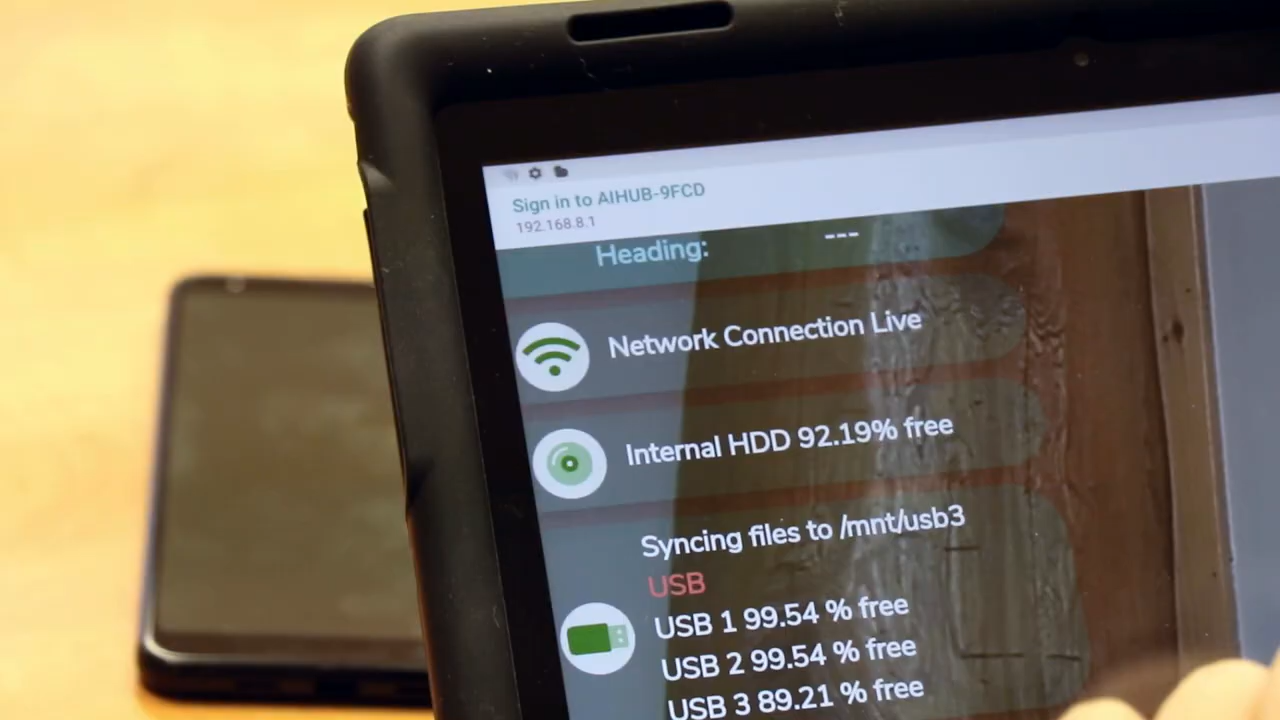 Sign in to AIHUB-9FCD
192.168.8.1
Heading: ---
Network Connection Live
Internal HDD 92.19% free
Syncing files to /mnt/usb3
USB
USB 1 99.54 % free
USB 2 99.54 % free
USB 3 89.21 % free